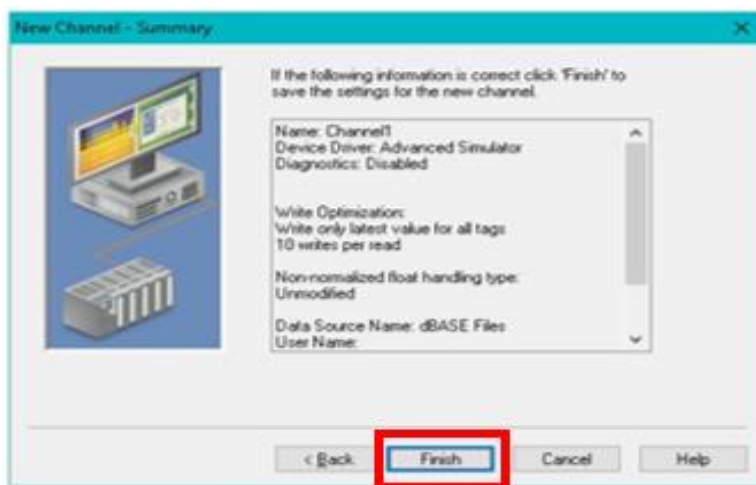 New Channel - Summary
If the following information is correct click 'Finish' to
save the settings for the new channel.
Name: Channel1
Device Driver: Advanced Simulator
Diagnostics: Disabled
Write Optimization:
Write only latest value for all tags
10 writes per read
Non-normalized float handling type:
Unmodified
Data Source Name: dBASE Files
User Name:
< Back
Finish
Cancel
Help